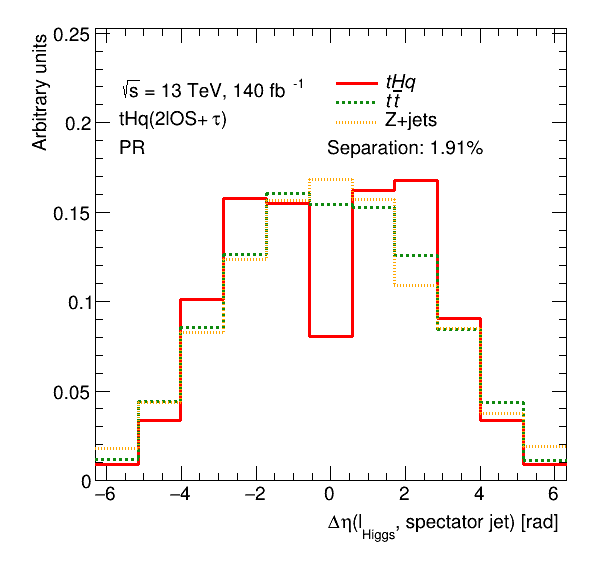 Arbitrary units
0.25
0.2
0.15
0.1
0.05
0
√s = 13 TeV, 140 fb⁻¹
tHq(2lOS+ τ)
PR
tHq
tt̅
Z+jets
Separation: 1.91%
−6 −4 −2 0 2 4 6
Δη(l_Higgs, spectator jet) [rad]